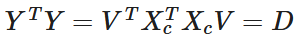 $Y^T Y = V^T X_c^T X_c V = D$